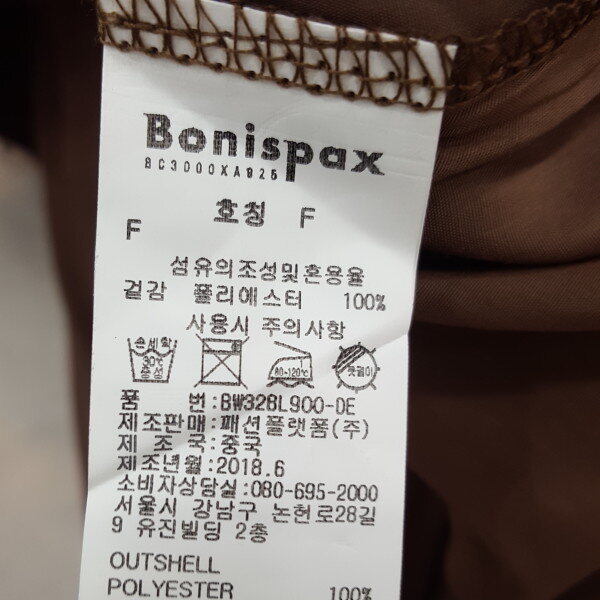 Bonispax
BC3000XA925
호칭 F
F
섬유의조성및혼용율
겉감 폴리에스터 100%
사용시 주의사항
손세탁 30℃ 중성
80~120℃
옷걸이
품 번:BW328L900-DE
제조판매:패션플랫폼(주)
제 조 국:중국
제조년월:2018.6
소비자상담실:080-695-2000
서울시 강남구 논현로28길
9 유진빌딩 2층
OUTSHELL
POLYESTER 100%